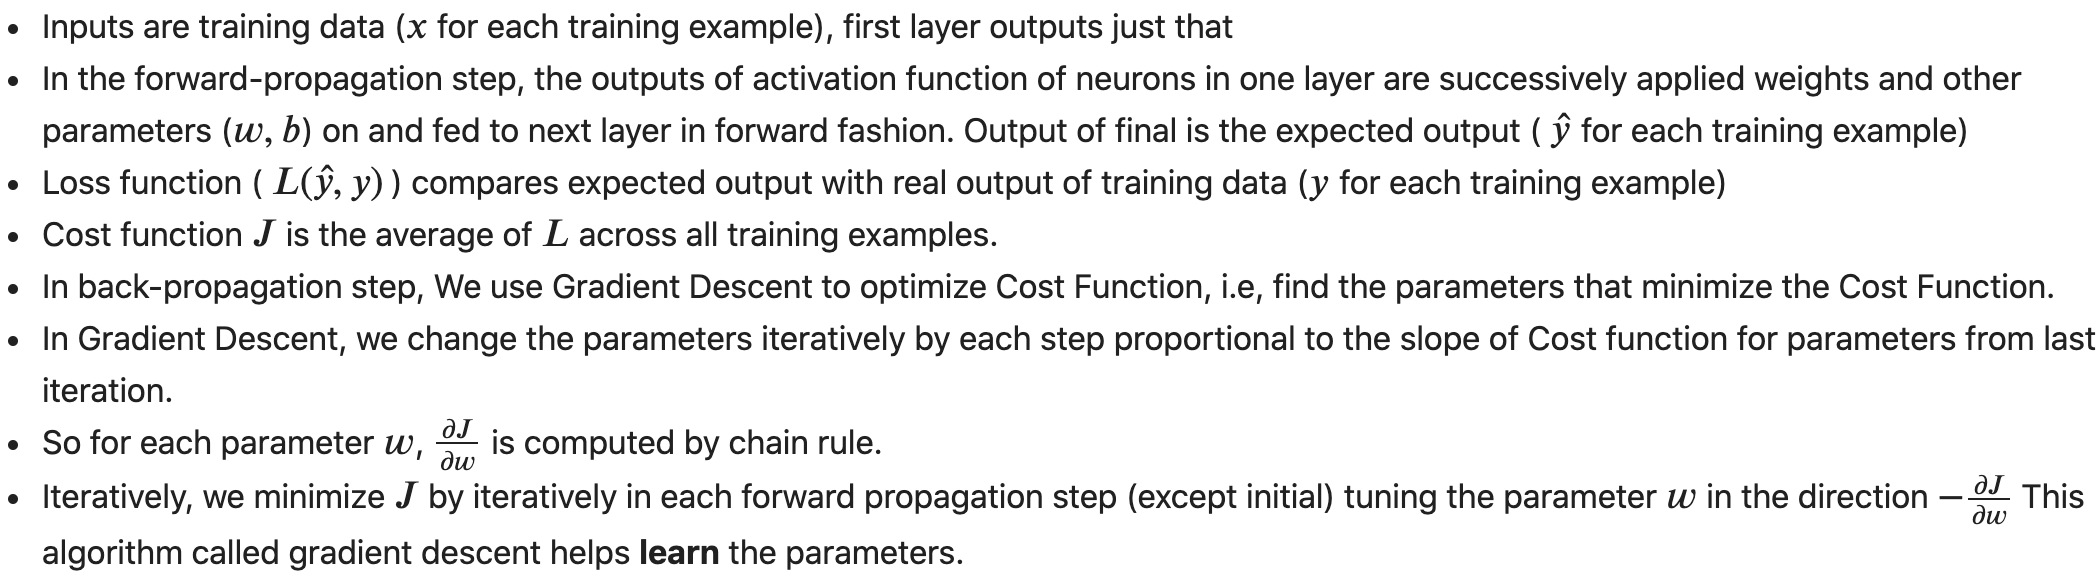 • Inputs are training data (x for each training example), first layer outputs just that
• In the forward-propagation step, the outputs of activation function of neurons in one layer are successively applied weights and other
parameters (w, b) on and fed to next layer in forward fashion. Output of final is the expected output ( ŷ for each training example)
• Loss function ( L(ŷ, y) ) compares expected output with real output of training data (y for each training example)
• Cost function J is the average of L across all training examples.
• In back-propagation step, We use Gradient Descent to optimize Cost Function, i.e, find the parameters that minimize the Cost Function.
• In Gradient Descent, we change the parameters iteratively by each step proportional to the slope of Cost function for parameters from last
iteration.
• So for each parameter w, ∂J/∂w is computed by chain rule.
• Iteratively, we minimize J by iteratively in each forward propagation step (except initial) tuning the parameter w in the direction −∂J/∂w This
algorithm called gradient descent helps learn the parameters.